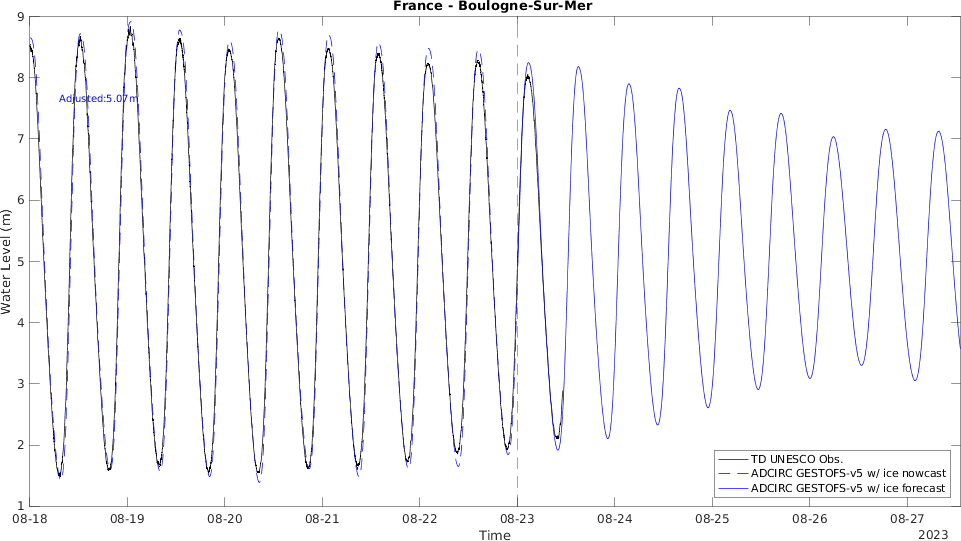 France - Boulogne-Sur-Mer
9
8
Adjusted:5.07m
7
6
5
4
3
2
1
Water Level (m)
TD UNESCO Obs.
ADCIRC GESTOFS-v5 w/ ice nowcast
ADCIRC GESTOFS-v5 w/ ice forecast
08-18 08-19 08-20 08-21 08-22 08-23 08-24 08-25 08-26 08-27
Time
2023